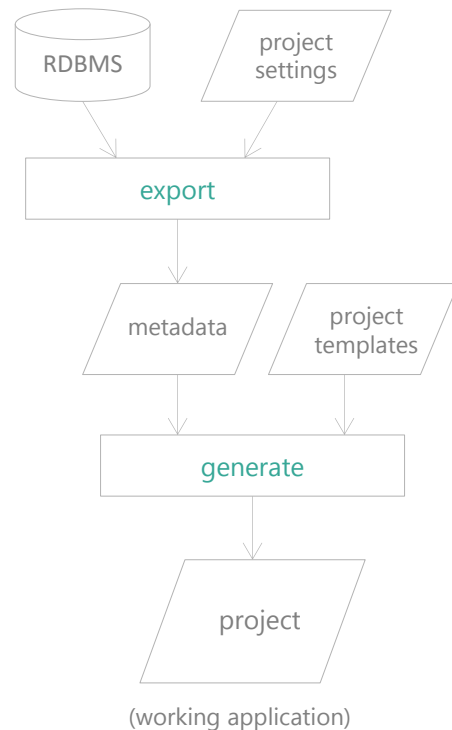 RDBMS
project
settings
export
metadata
project
templates
generate
project
(working application)